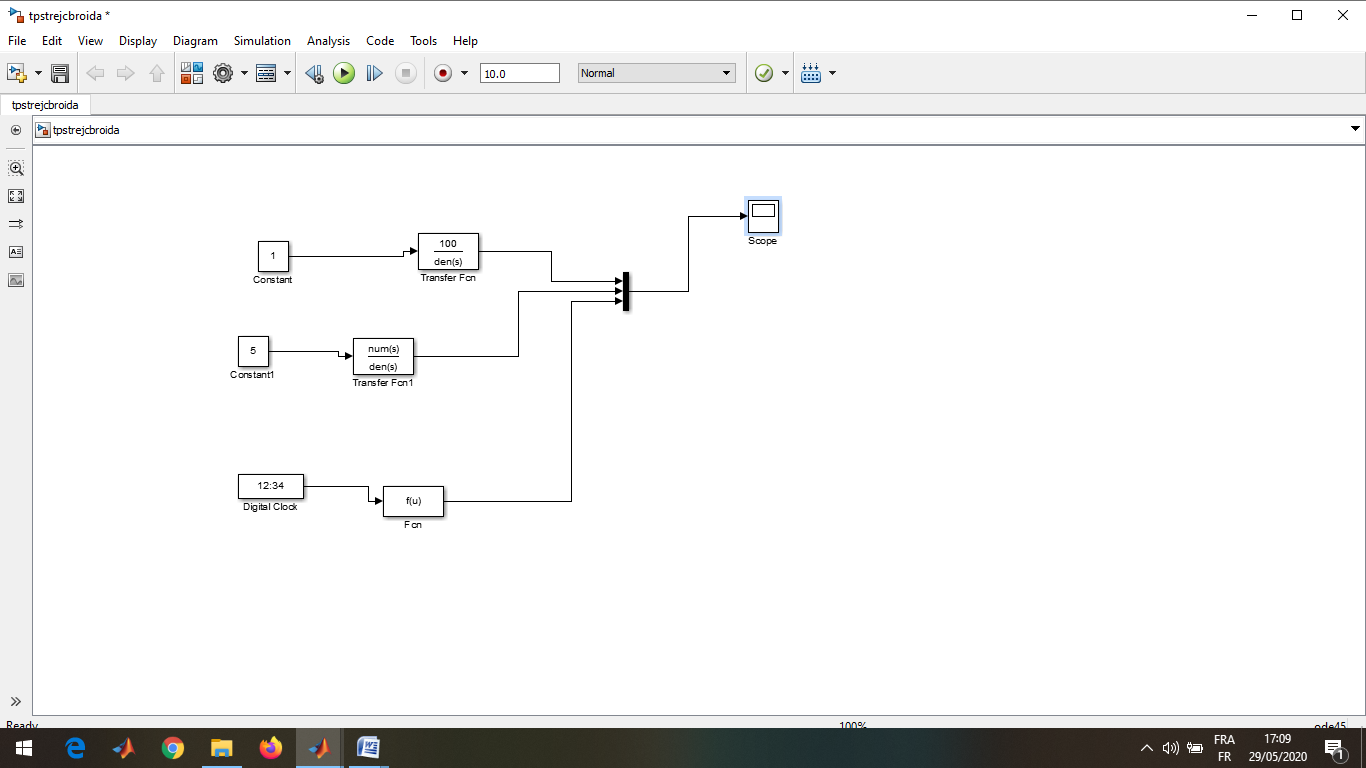 tpstrejcbroida *
File Edit View Display Diagram Simulation Analysis Code Tools Help
10.0 Normal
tpstrejcbroida
tpstrejcbroida
Scope
1
Constant
100
den(s)
Transfer Fcn
5
Constant1
num(s)
den(s)
Transfer Fcn1
12:34
Digital Clock
f(u)
Fcn
Ready 100% ode45
FRA 17:09
FR 29/05/2020 1